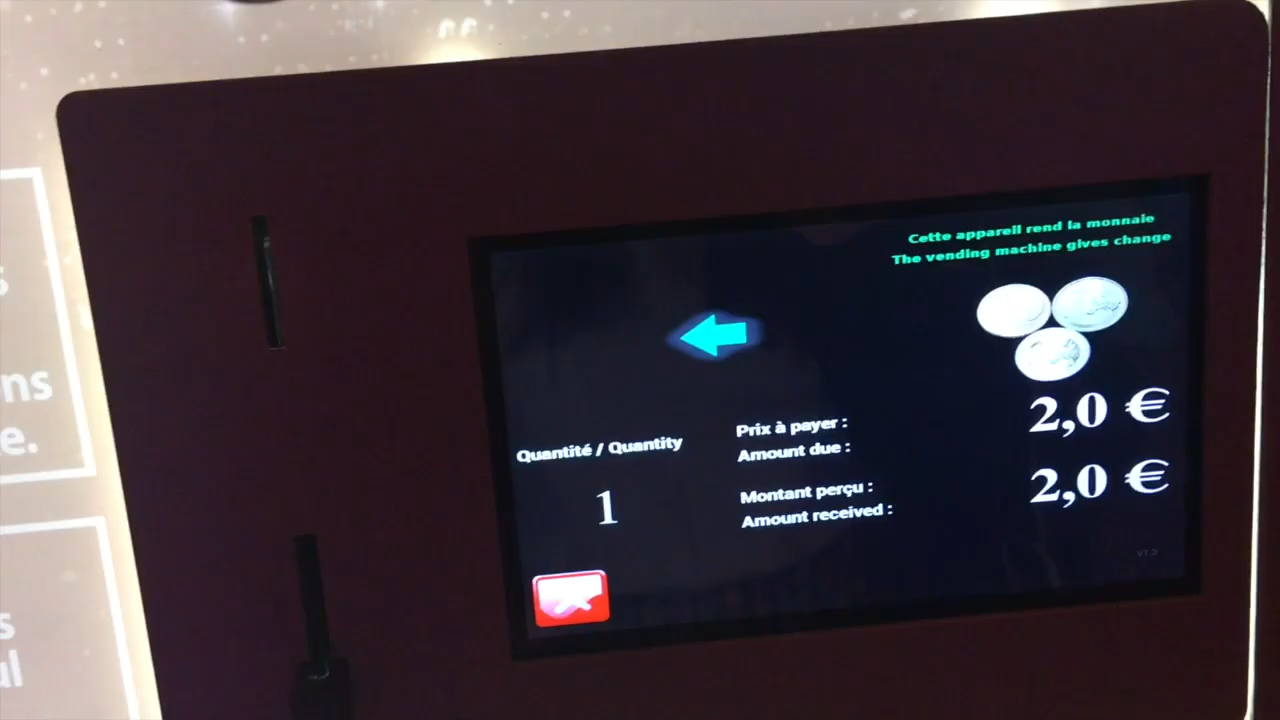 Cette appareil rend la monnaie
The vending machine gives change
Quantité / Quantity
1
Prix à payer :
Amount due :
2,0 €
Montant perçu :
Amount received :
2,0 €
ns
e.